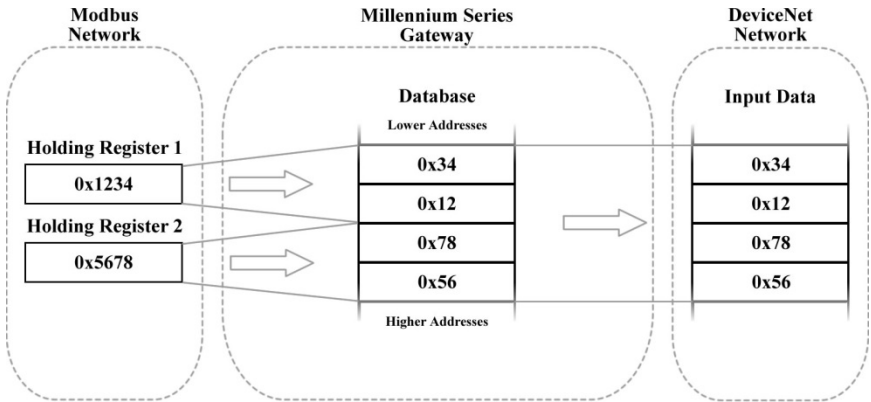 Modbus
Network
Millennium Series
Gateway
DeviceNet
Network
Database
Input Data
Lower Addresses
Holding Register 1
0x1234
Holding Register 2
0x5678
0x34
0x12
0x78
0x56
Higher Addresses
0x34
0x12
0x78
0x56